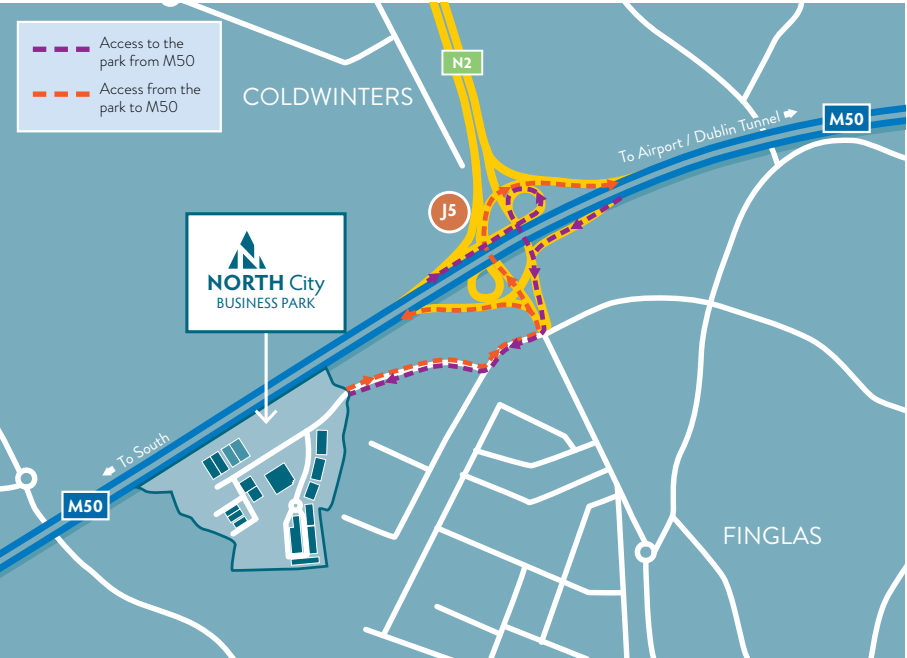 Access to the
park from M50
Access from the
park to M50
N2
COLDWINTERS
To Airport / Dublin Tunnel
M50
J5
NORTH City
BUSINESS PARK
To South
M50
FINGLAS